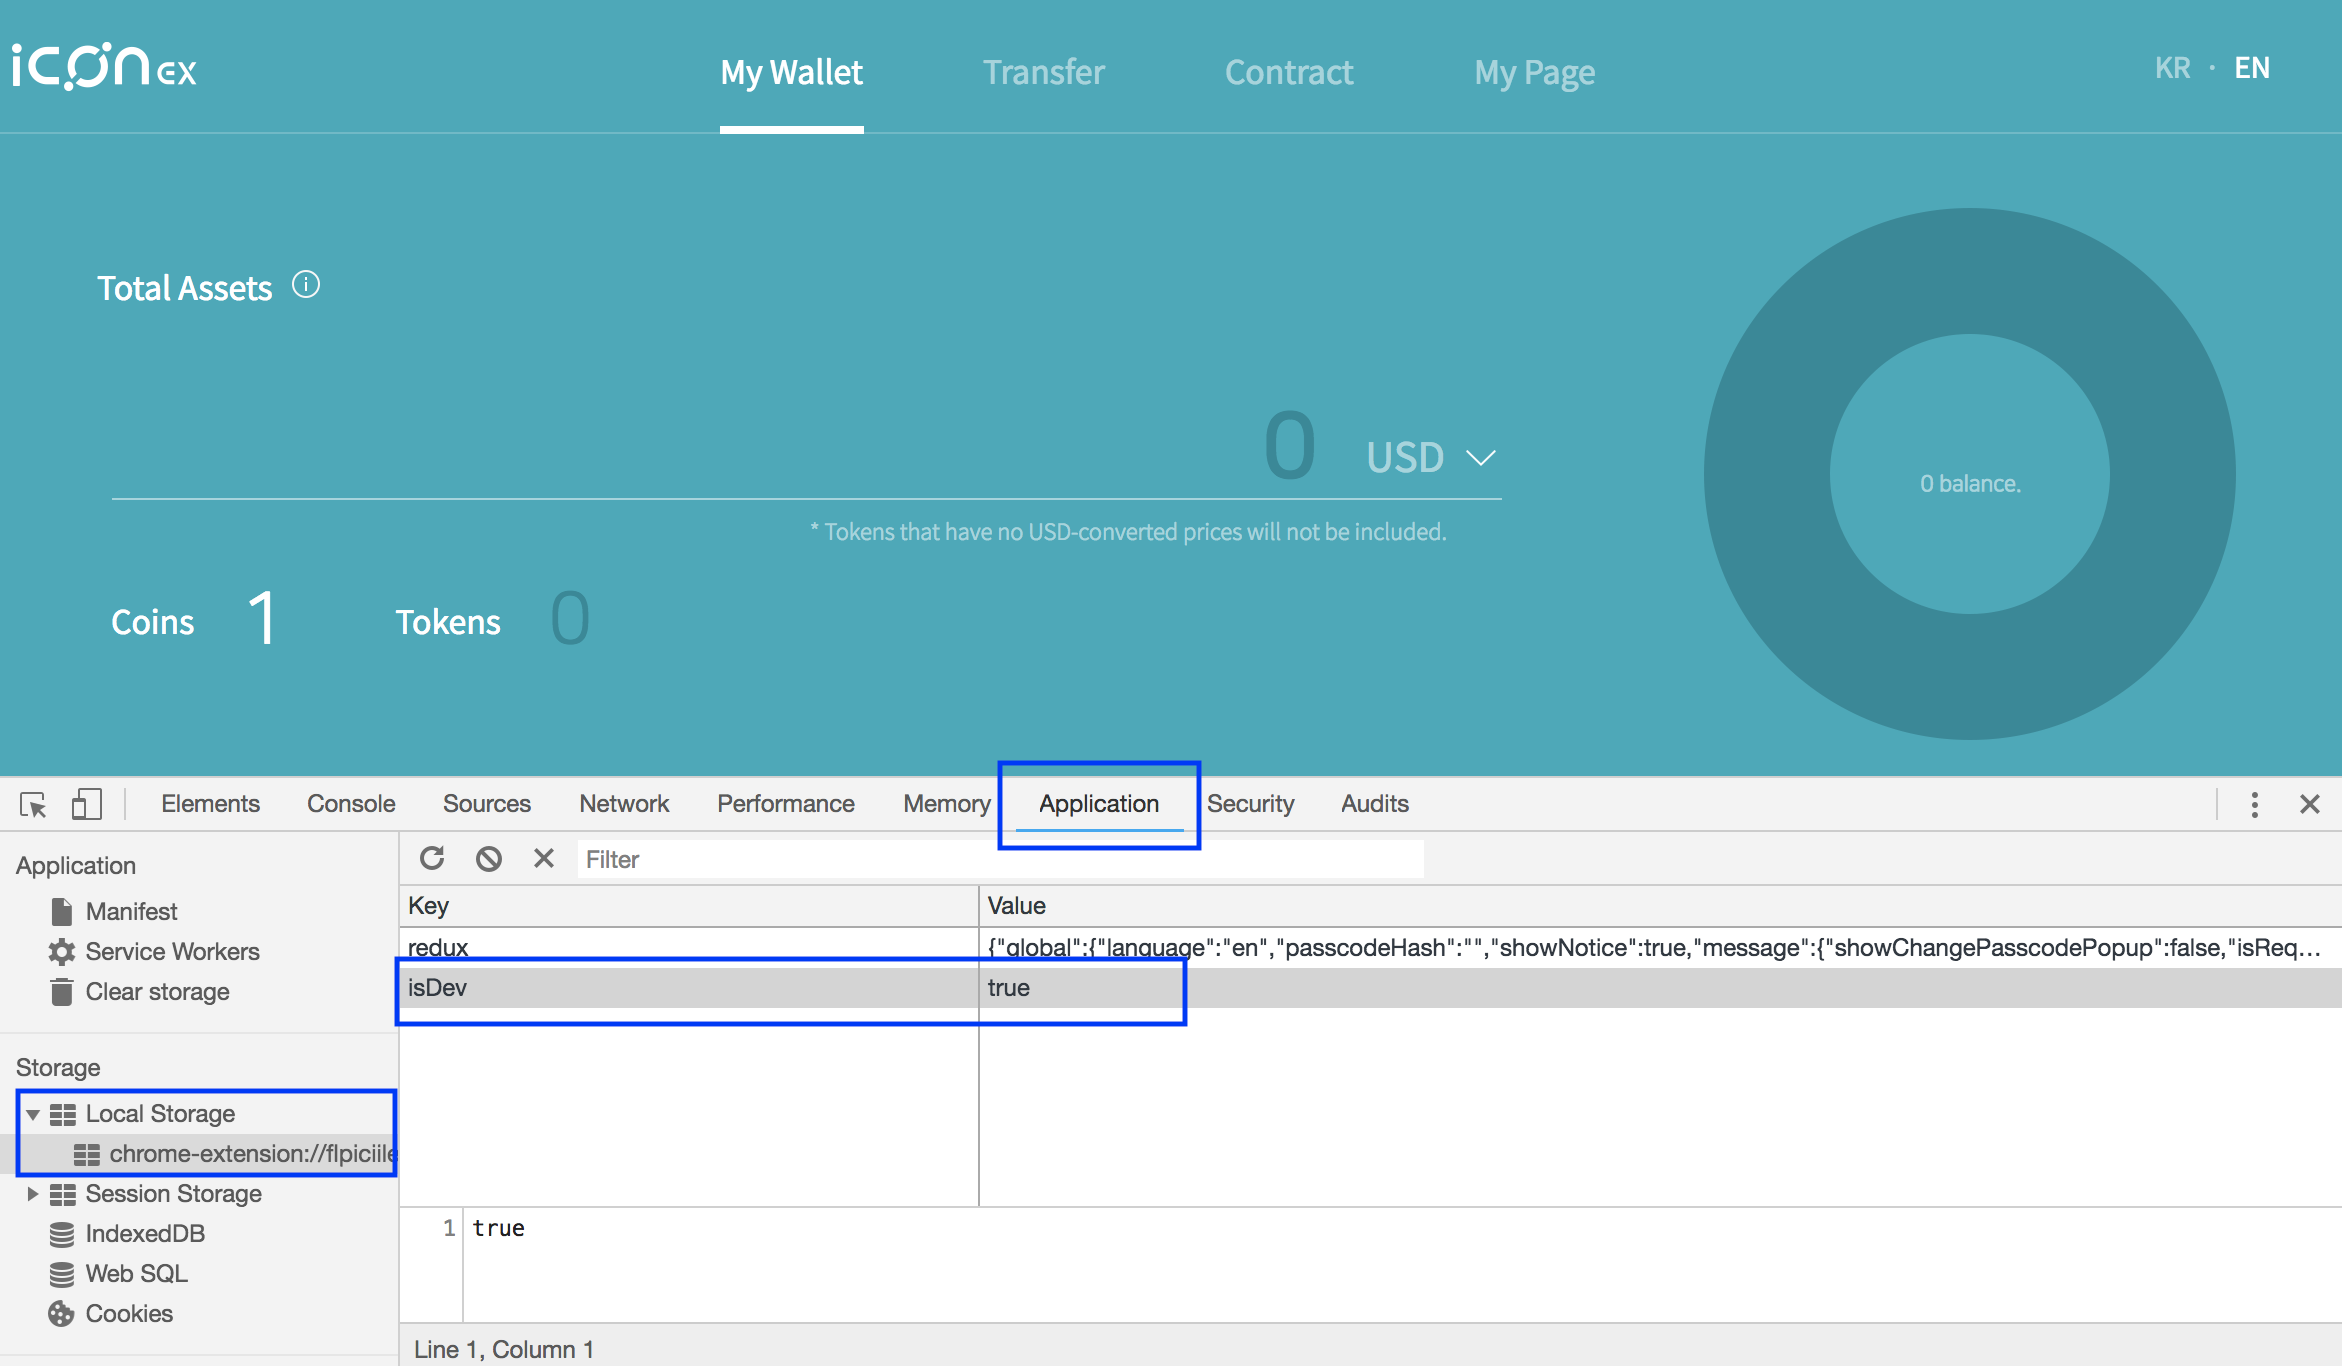 icon ex
My Wallet
Transfer
Contract
My Page
KR · EN
Total Assets
0 USD
* Tokens that have no USD-converted prices will not be included.
Coins 1
Tokens 0
0 balance.
Elements
Console
Sources
Network
Performance
Memory
Application
Security
Audits
Application
Manifest
Service Workers
Clear storage
Storage
Local Storage
chrome-extension://flpiciile
Session Storage
IndexedDB
Web SQL
Cookies
Filter
Key Value
redux {"global":{"language":"en","passcodeHash":"","showNotice":true,"message":{"showChangePasscodePopup":false,"isReq...
isDev true
1 true
Line 1, Column 1